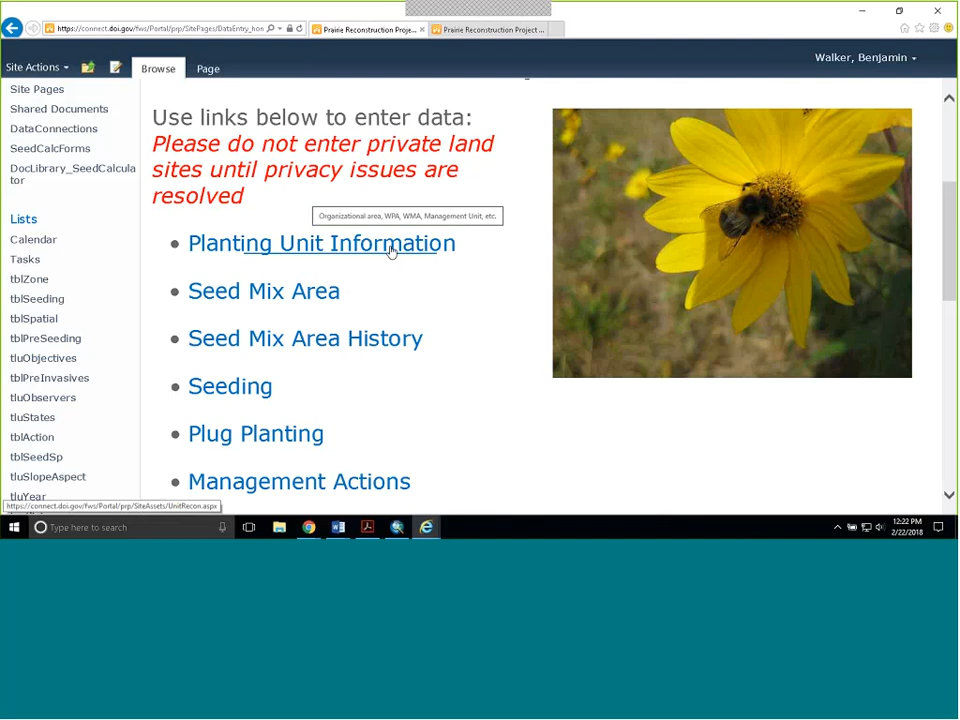 https://connect.doi.gov/fws/Portal/prp/SitePages/DataEntry_hon
Prairie Reconstruction Proje...
Prairie Reconstruction Project ...
Site Actions
Browse
Page
Walker, Benjamin
Site Pages
Shared Documents
DataConnections
SeedCalcForms
DocLibrary_SeedCalcula
tor
Lists
Calendar
Tasks
tblZone
tblSeeding
tblSpatial
tblPreSeeding
tluObjectives
tblPreInvasives
tluObservers
tluStates
tblAction
tblSeedSp
tluSlopeAspect
tluYear
Use links below to enter data:
Please do not enter private land
sites until privacy issues are
resolved
Organizational area, WPA, WMA, Management Unit, etc.
Planting Unit Information
Seed Mix Area
Seed Mix Area History
Seeding
Plug Planting
Management Actions
https://connect.doi.gov/fws/Portal/prp/SiteAssets/UnitRecon.aspx
Type here to search
12:22 PM
2/22/2018